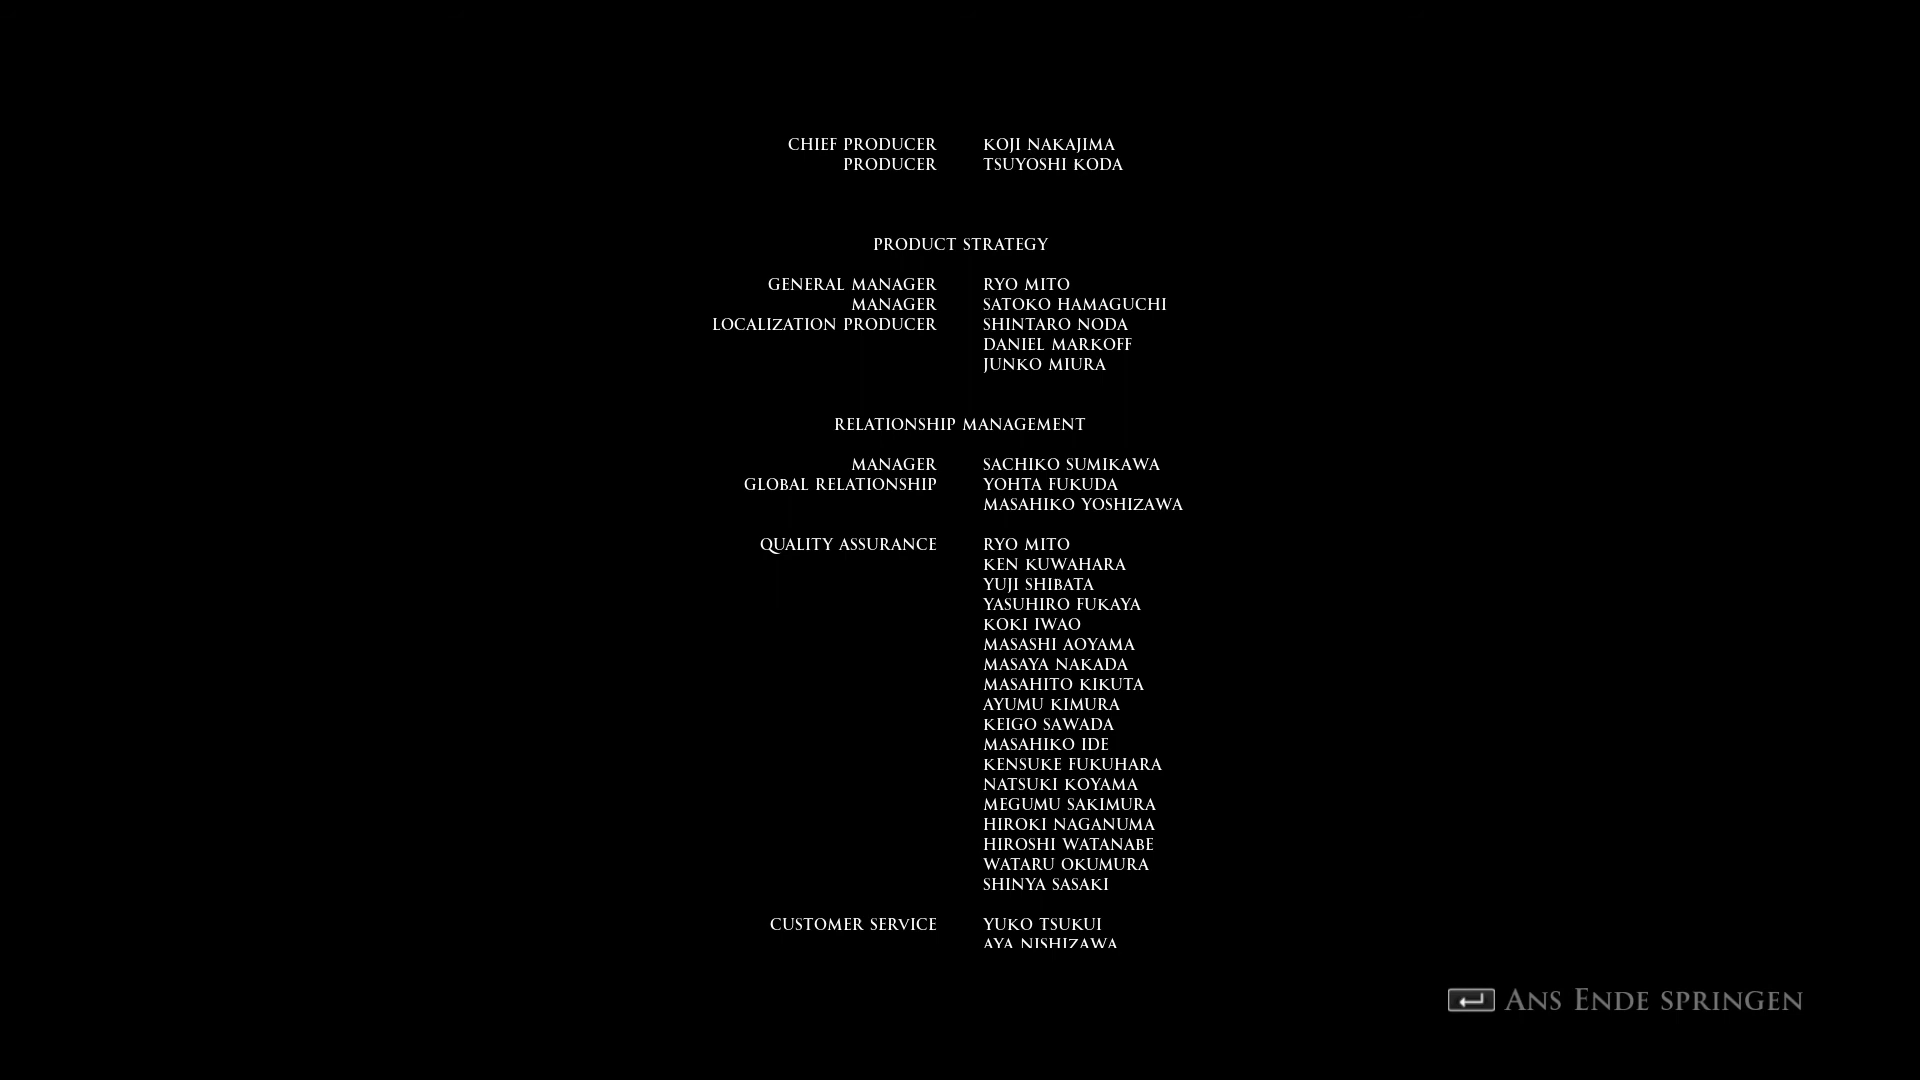 CHIEF PRODUCER KOJI NAKAJIMA
PRODUCER TSUYOSHI KODA
PRODUCT STRATEGY
GENERAL MANAGER RYO MITO
MANAGER SATOKO HAMAGUCHI
LOCALIZATION PRODUCER SHINTARO NODA
DANIEL MARKOFF
JUNKO MIURA
RELATIONSHIP MANAGEMENT
MANAGER SACHIKO SUMIKAWA
GLOBAL RELATIONSHIP YOHTA FUKUDA
MASAHIKO YOSHIZAWA
QUALITY ASSURANCE RYO MITO
KEN KUWAHARA
YUJI SHIBATA
YASUHIRO FUKAYA
KOKI IWAO
MASASHI AOYAMA
MASAYA NAKADA
MASAHITO KIKUTA
AYUMU KIMURA
KEIGO SAWADA
MASAHIKO IDE
KENSUKE FUKUHARA
NATSUKI KOYAMA
MEGUMU SAKIMURA
HIROKI NAGANUMA
HIROSHI WATANABE
WATARU OKUMURA
SHINYA SASAKI
CUSTOMER SERVICE YUKO TSUKUI
AYA NISHIZAWA
ANS ENDE SPRINGEN